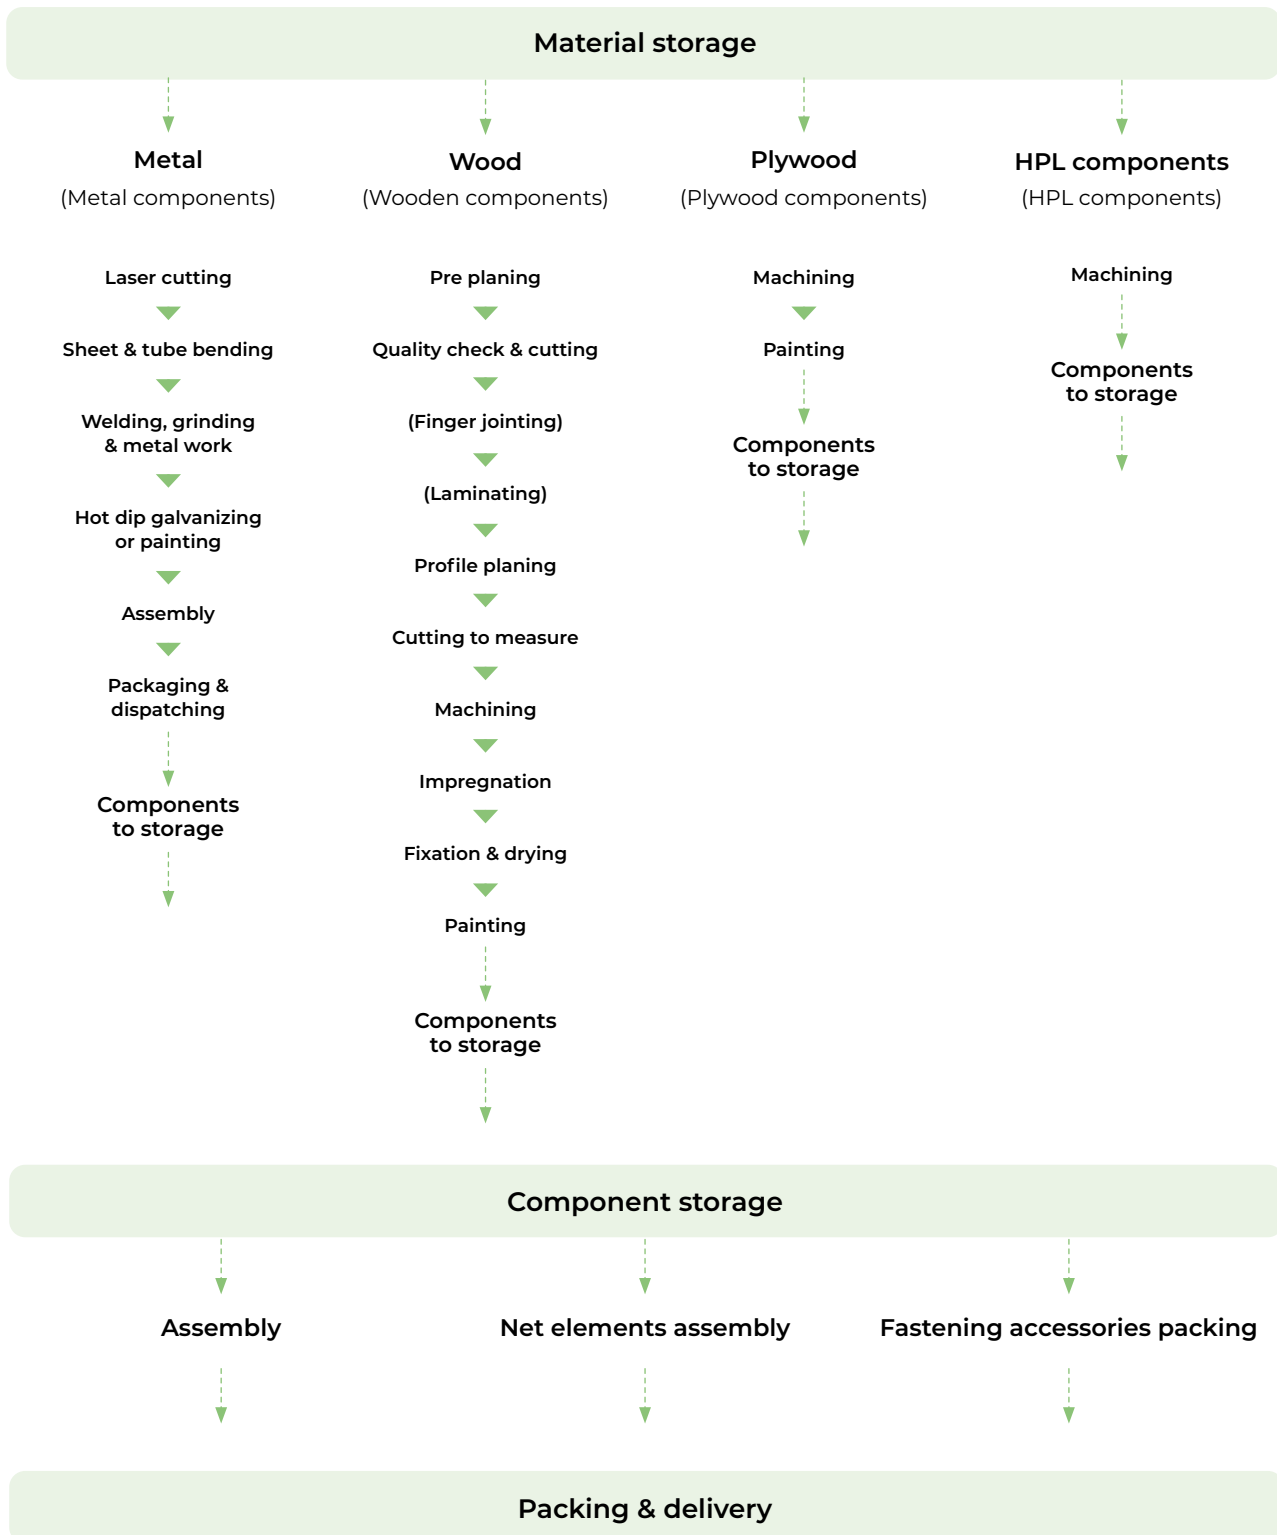 Material storage
Metal
(Metal components)
Laser cutting
Sheet & tube bending
Welding, grinding
& metal work
Hot dip galvanizing
or painting
Assembly
Packaging &
dispatching
Components
to storage
Wood
(Wooden components)
Pre planing
Quality check & cutting
(Finger jointing)
(Laminating)
Profile planing
Cutting to measure
Machining
Impregnation
Fixation & drying
Painting
Components
to storage
Plywood
(Plywood components)
Machining
Painting
Components
to storage
HPL components
(HPL components)
Machining
Components
to storage
Component storage
Assembly
Net elements assembly
Fastening accessories packing
Packing & delivery